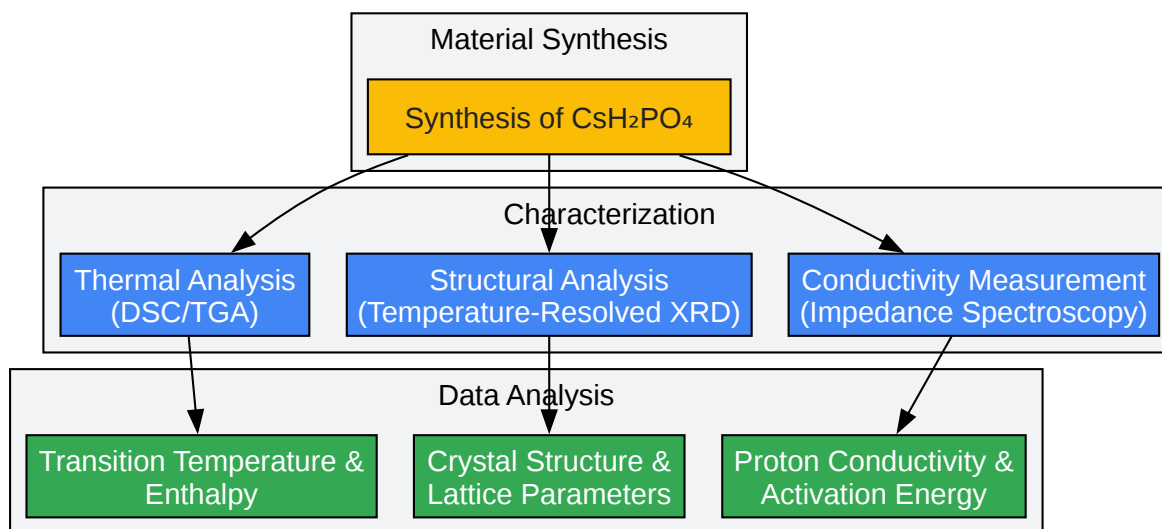 Material Synthesis
Synthesis of CsH₂PO₄
Characterization
Thermal Analysis
(DSC/TGA)
Structural Analysis
(Temperature-Resolved XRD)
Conductivity Measurement
(Impedance Spectroscopy)
Data Analysis
Transition Temperature &
Enthalpy
Crystal Structure &
Lattice Parameters
Proton Conductivity &
Activation Energy